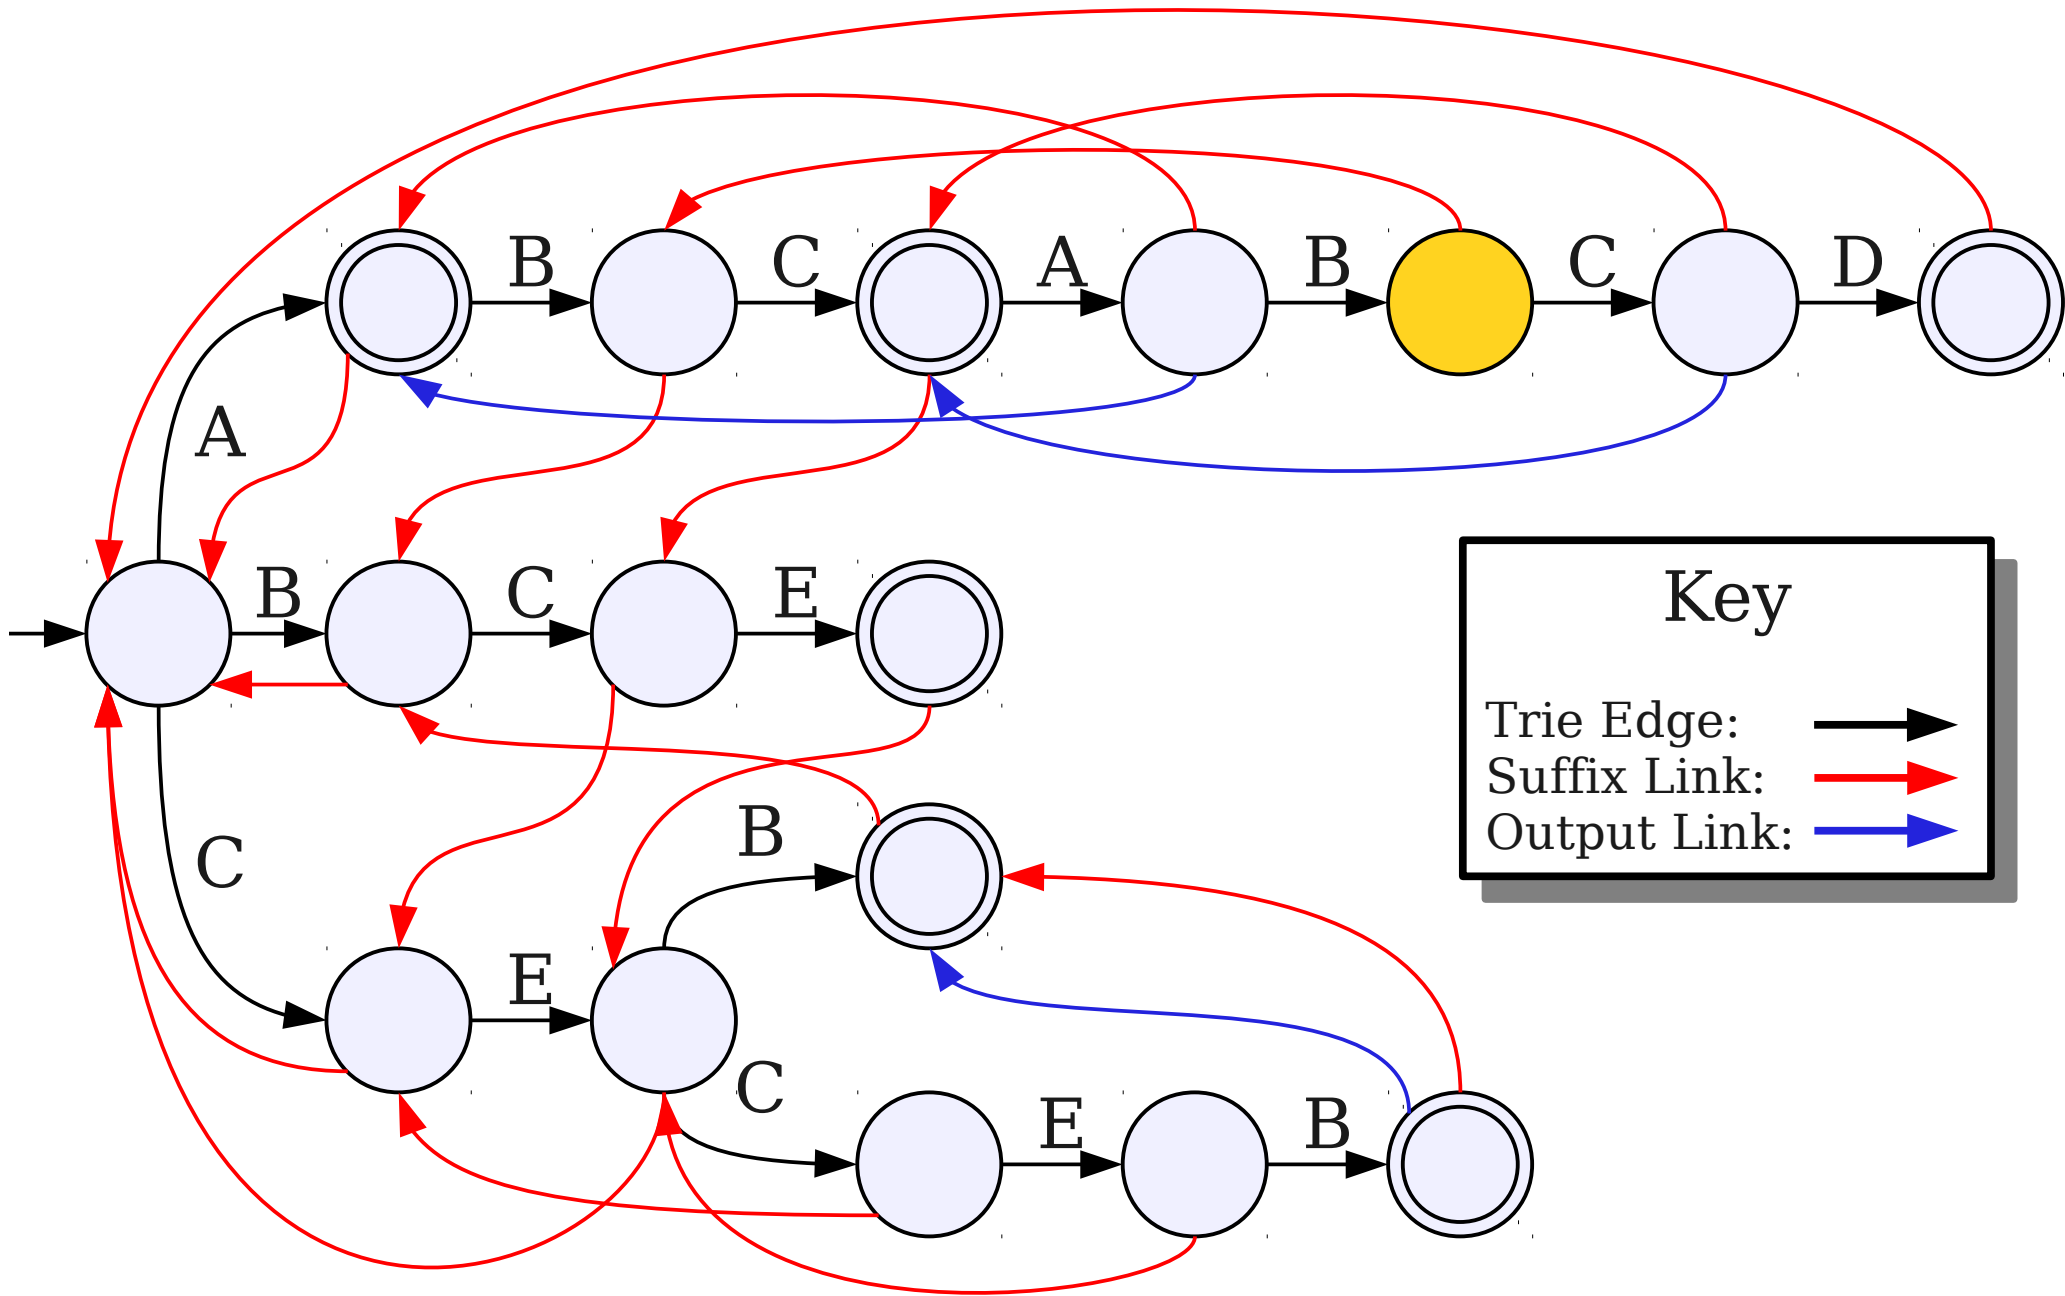 B C A B C D
A
B C E
Key
Trie Edge:
Suffix Link:
Output Link:
B
C
E
C
E B